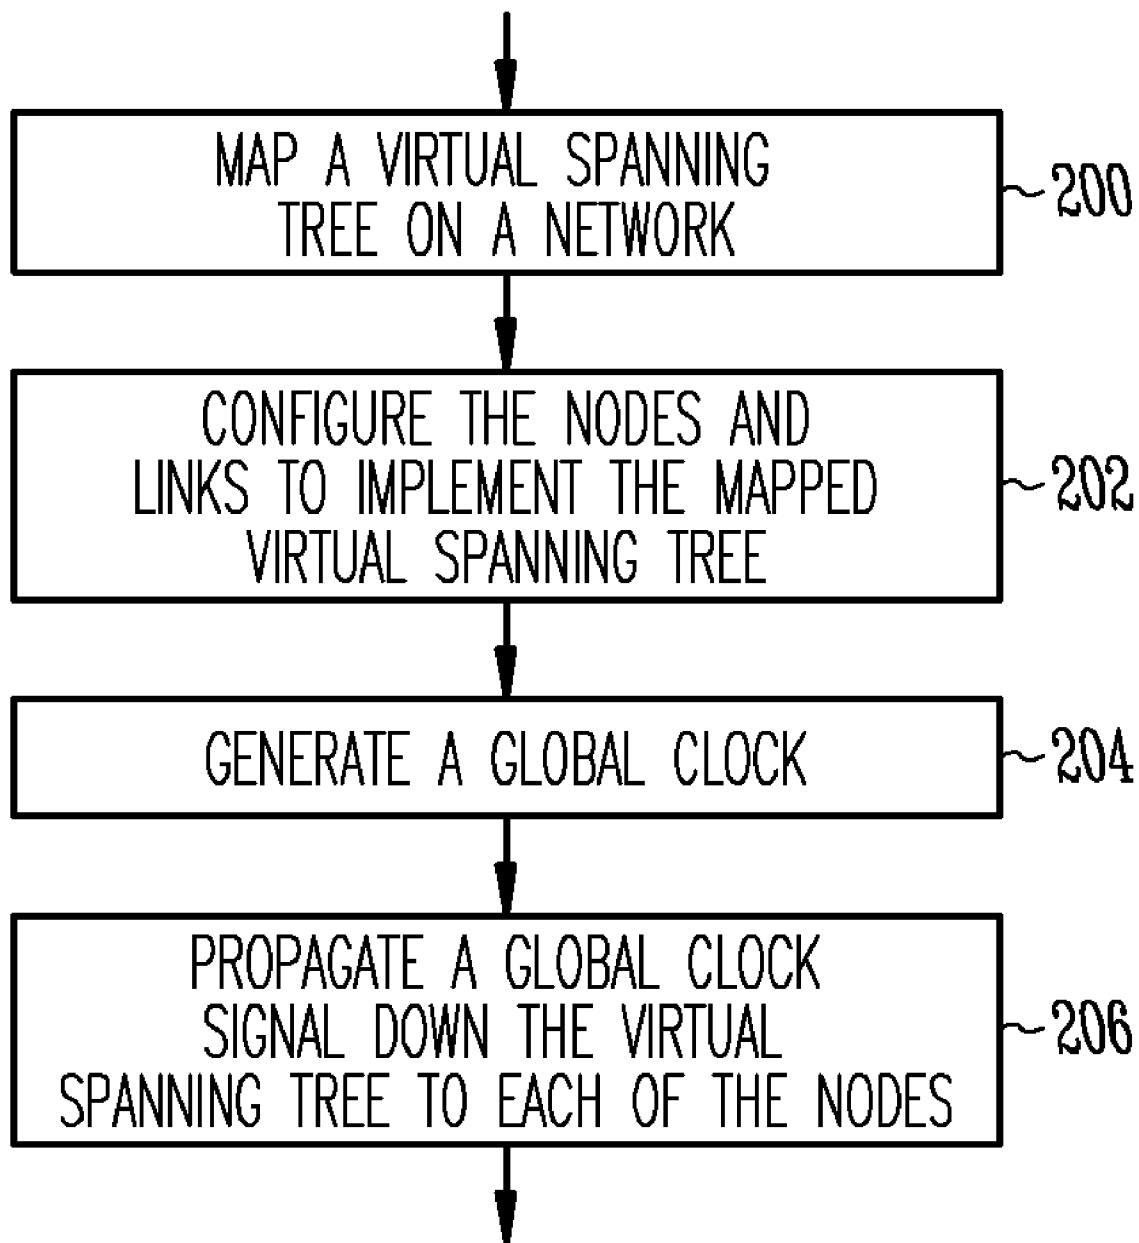 MAP A VIRTUAL SPANNING
TREE ON A NETWORK
200
CONFIGURE THE NODES AND
LINKS TO IMPLEMENT THE MAPPED
VIRTUAL SPANNING TREE
202
GENERATE A GLOBAL CLOCK
204
PROPAGATE A GLOBAL CLOCK
SIGNAL DOWN THE VIRTUAL
SPANNING TREE TO EACH OF THE NODES
206